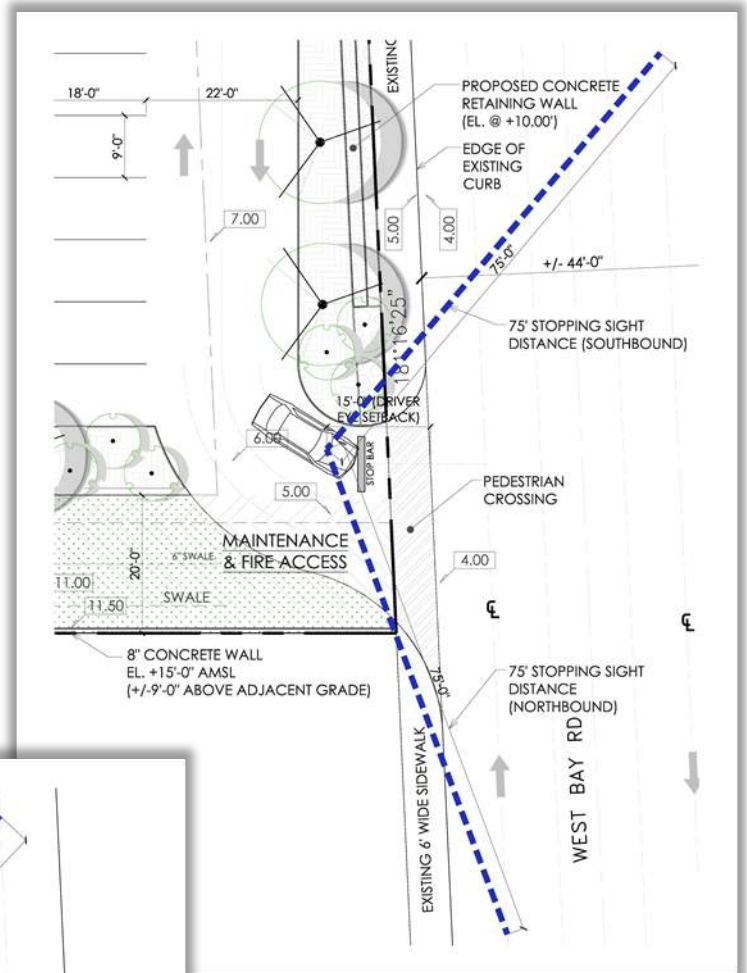 18'-0"
22'-0"
9'-0"
EXISTING
PROPOSED CONCRETE
RETAINING WALL
(EL. @ +10.00')
EDGE OF
EXISTING
CURB
7.00
5.00
4.00
75'-0"
+/- 44'-0"
181°16'25"
75' STOPPING SIGHT
DISTANCE (SOUTHBOUND)
15'-0" (DRIVER
EYE SETBACK)
6.00
STOP BAR
5.00
PEDESTRIAN
CROSSING
MAINTENANCE
& FIRE ACCESS
4.00
20'-0"
6" SWALE
11.00
11.50
SWALE
8" CONCRETE WALL
EL. +15'-0" AMSL
(+/-9'-0" ABOVE ADJACENT GRADE)
75'-0"
75' STOPPING SIGHT
DISTANCE
(NORTHBOUND)
EXISTING 6' WIDE SIDEWALK
WEST BAY RD